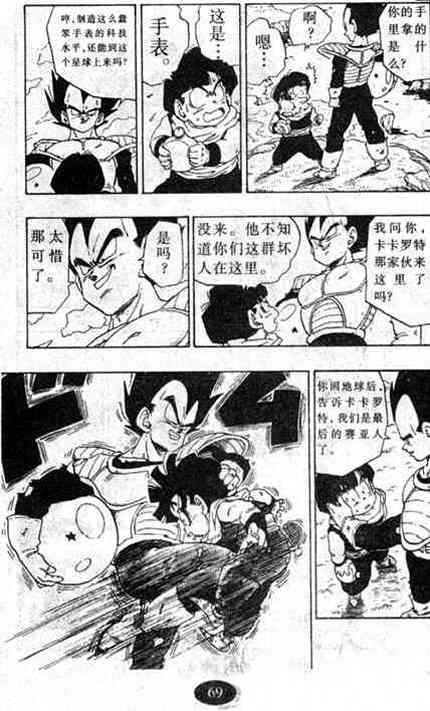 你的手
里拿的
是什
么?
啊?
嗯…
这是…
手表。
哼,制造这么蠢
笨手表的科技
水平,还能到这
个星球上来吗?
我问你,
卡卡罗特
那家伙来
这里了
吗?
没来。他不知
道你们这群坏
人在这里。
是
吗?
那太
可惜
了。
你回地球后,
告诉卡卡罗
特,我们是最
后的赛亚人
了。
69